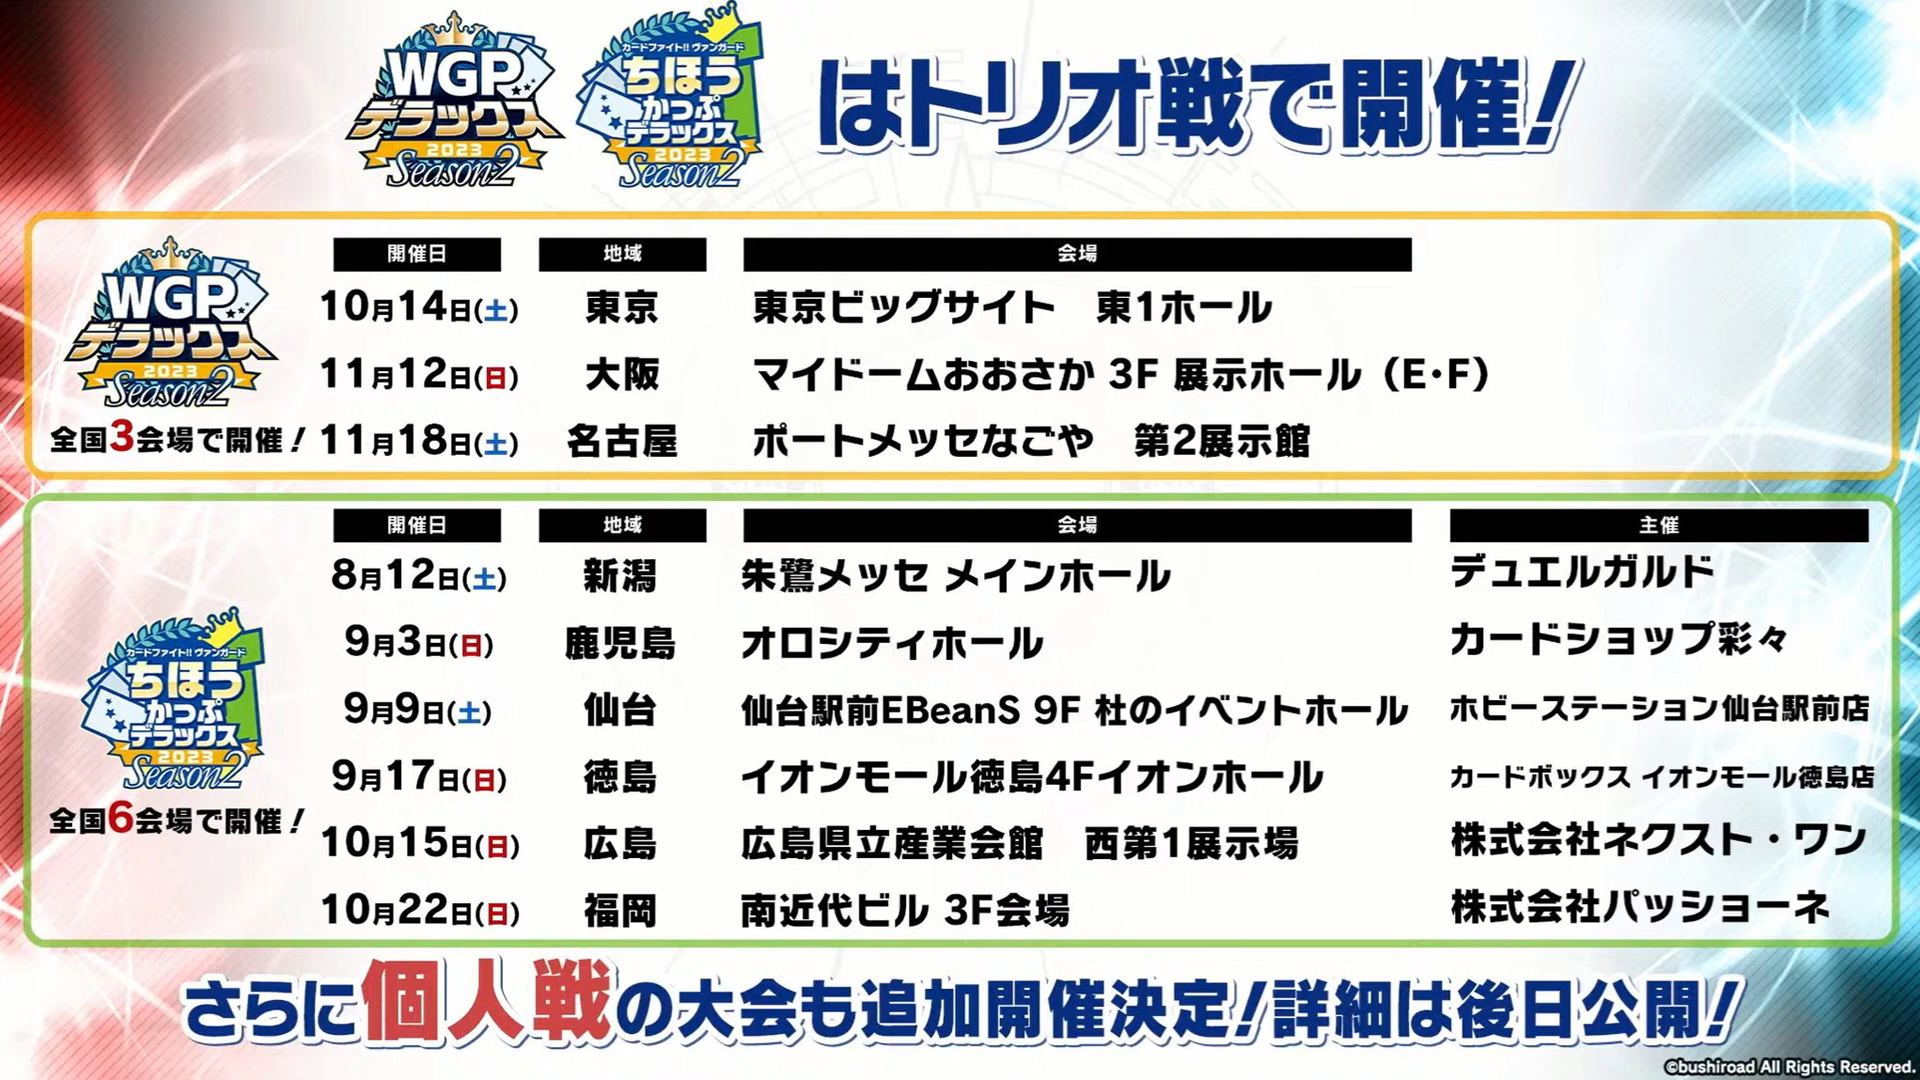 WGP
デラックス
2023
Season2
カードファイト!! ヴァンガード
ちほう
かっぷ
デラックス
2023
Season2
はトリオ戦で開催!
WGP
デラックス
2023
Season2
全国3会場で開催!
開催日 地域 会場
10月14日(土) 東京 東京ビッグサイト 東1ホール
11月12日(日) 大阪 マイドームおおさか 3F 展示ホール（E・F）
11月18日(土) 名古屋 ポートメッセなごや 第2展示館
カードファイト!! ヴァンガード
ちほう
かっぷ
デラックス
2023
Season2
全国6会場で開催!
開催日 地域 会場 主催
8月12日(土) 新潟 朱鷺メッセ メインホール デュエルガルド
9月3日(日) 鹿児島 オロシティホール カードショップ彩々
9月9日(土) 仙台 仙台駅前EBeanS 9F 杜のイベントホール ホビーステーション仙台駅前店
9月17日(日) 徳島 イオンモール徳島4Fイオンホール カードボックス イオンモール徳島店
10月15日(日) 広島 広島県立産業会館 西第1展示場 株式会社ネクスト・ワン
10月22日(日) 福岡 南近代ビル 3F会場 株式会社パッショーネ
さらに個人戦の大会も追加開催決定!詳細は後日公開!
©bushiroad All Rights Reserved.